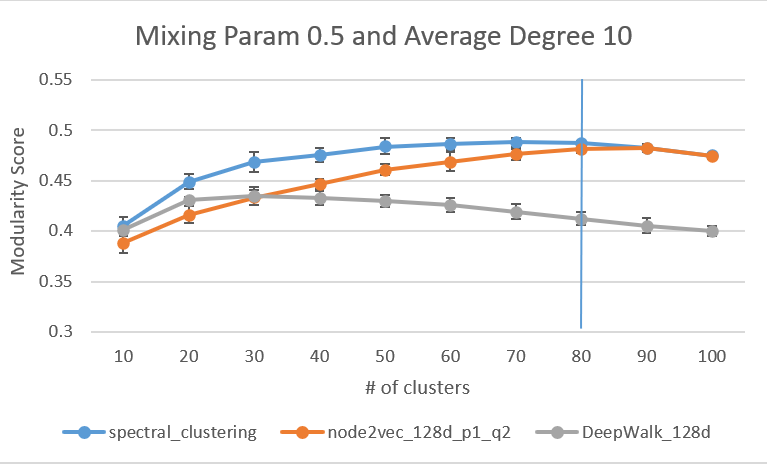 Mixing Param 0.5 and Average Degree 10
Modularity Score
0.55
0.5
0.45
0.4
0.35
0.3
10 20 30 40 50 60 70 80 90 100
# of clusters
spectral_clustering node2vec_128d_p1_q2 DeepWalk_128d